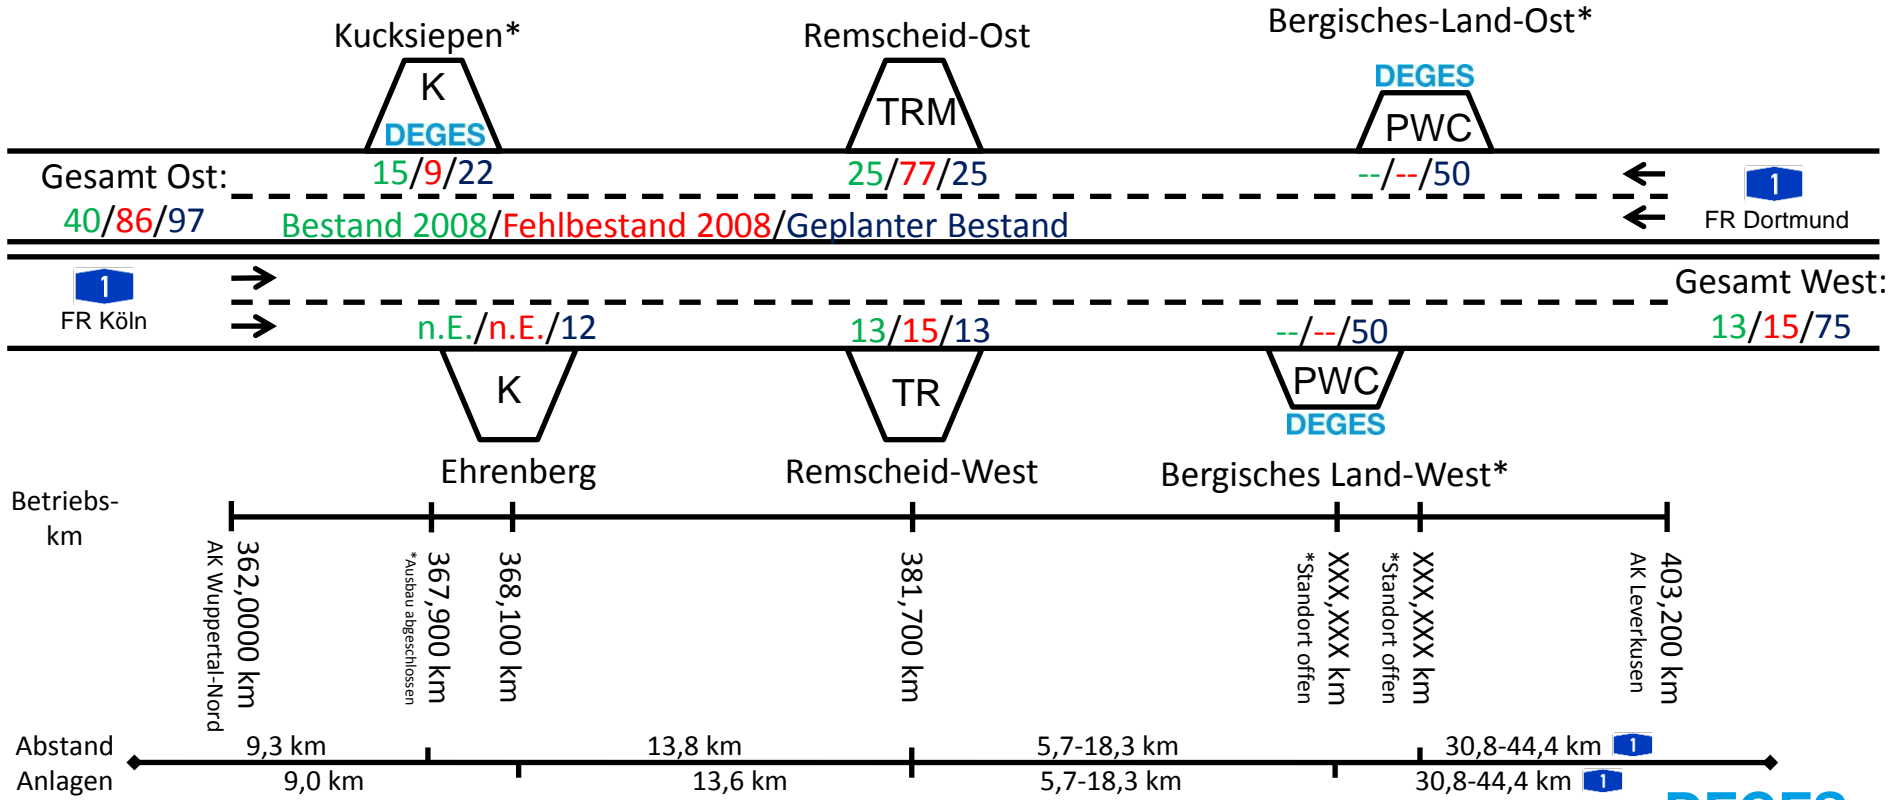 Kucksiepen*
Remscheid-Ost
Bergisches-Land-Ost*
K
DEGES
TRM
DEGES
PWC
Gesamt Ost:
40/86/97
15/9/22
25/77/25
--/--/50
Bestand 2008/Fehlbestand 2008/Geplanter Bestand
1
FR Dortmund
1
FR Köln
n.E./n.E./12
13/15/13
--/--/50
Gesamt West:
13/15/75
K
TR
PWC
DEGES
Ehrenberg
Remscheid-West
Bergisches Land-West*
Betriebs-
km
362,0000 km
AK Wuppertal-Nord
367,900 km
*Ausbau abgeschlossen
368,100 km
381,700 km
XXX,XXX km
*Standort offen
XXX,XXX km
*Standort offen
403,200 km
AK Leverkusen
Abstand
Anlagen
9,3 km
13,8 km
5,7-18,3 km
30,8-44,4 km 1
9,0 km
13,6 km
5,7-18,3 km
30,8-44,4 km 1
DEGES